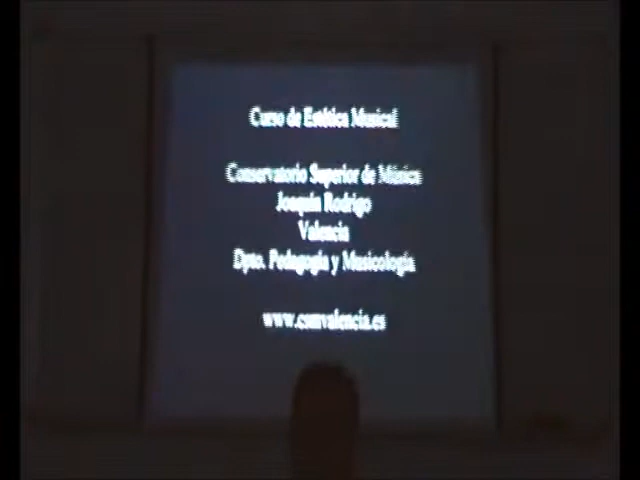 Curso de Estética Musical
Conservatorio Superior de Música
Joaquín Rodrigo
Valencia
Dpto. Pedagogía y Musicología
www.csmvalencia.es